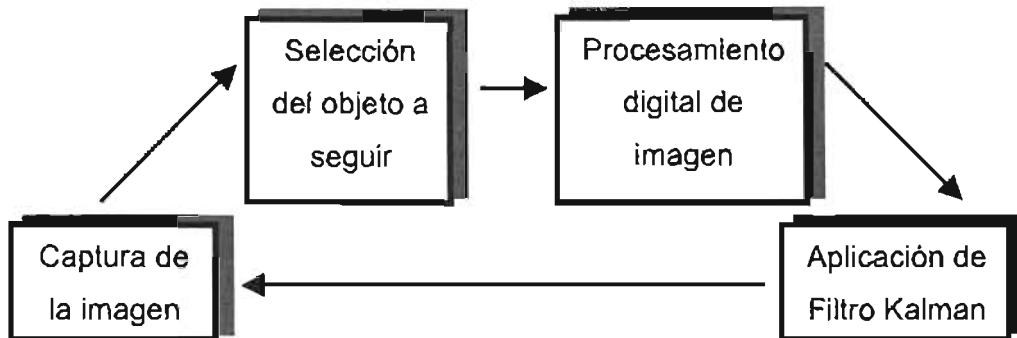 Selección
del objeto a
seguir
Procesamiento
digital de
imagen
Captura de
la imagen
Aplicación de
Filtro Kalman